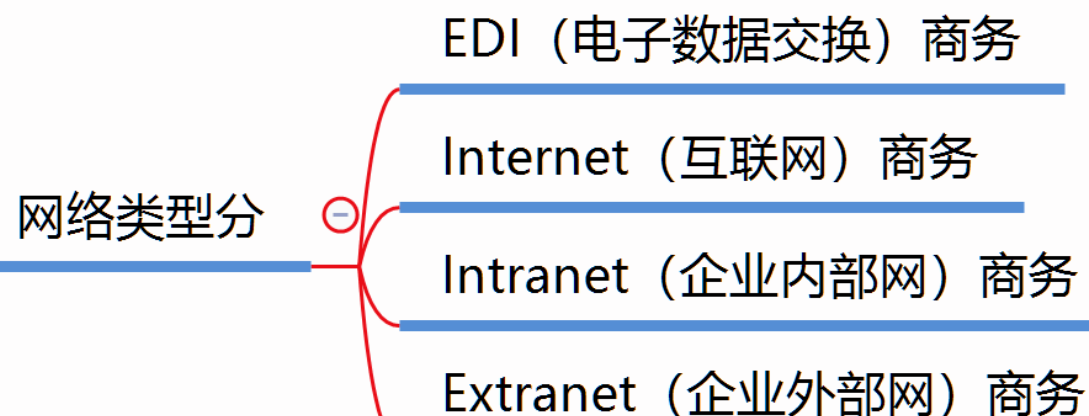 EDI（电子数据交换）商务
Internet（互联网）商务
网络类型分
Intranet（企业内部网）商务
Extranet（企业外部网）商务